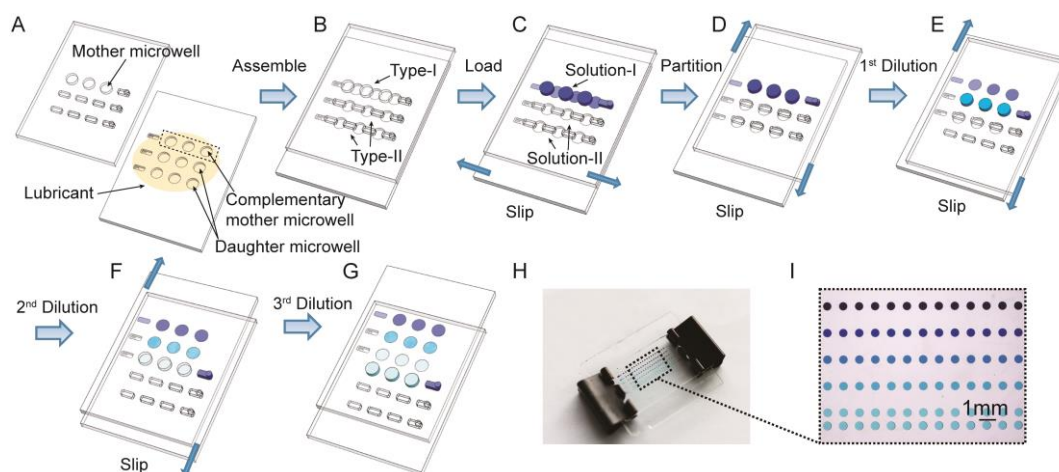 A
Mother microwell
Lubricant
Complementary
mother microwell
Daughter microwell
Assemble
B
Type-I
Type-II
Load
C
Solution-I
Solution-II
Slip
Partition
D
Slip
1st Dilution
E
Slip
2nd Dilution
F
Slip
3rd Dilution
G
H
I
1mm